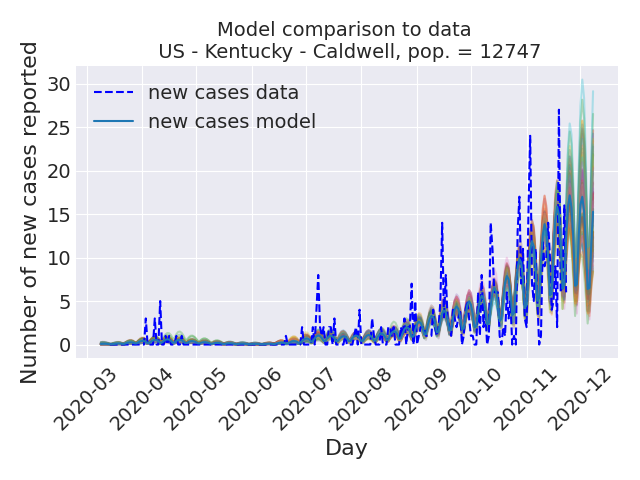 Model comparison to data
US - Kentucky - Caldwell, pop. = 12747
Number of new cases reported
30
25
20
15
10
5
0
new cases data
new cases model
2020-03
2020-04
2020-05
2020-06
2020-07
2020-08
2020-09
2020-10
2020-11
2020-12
Day